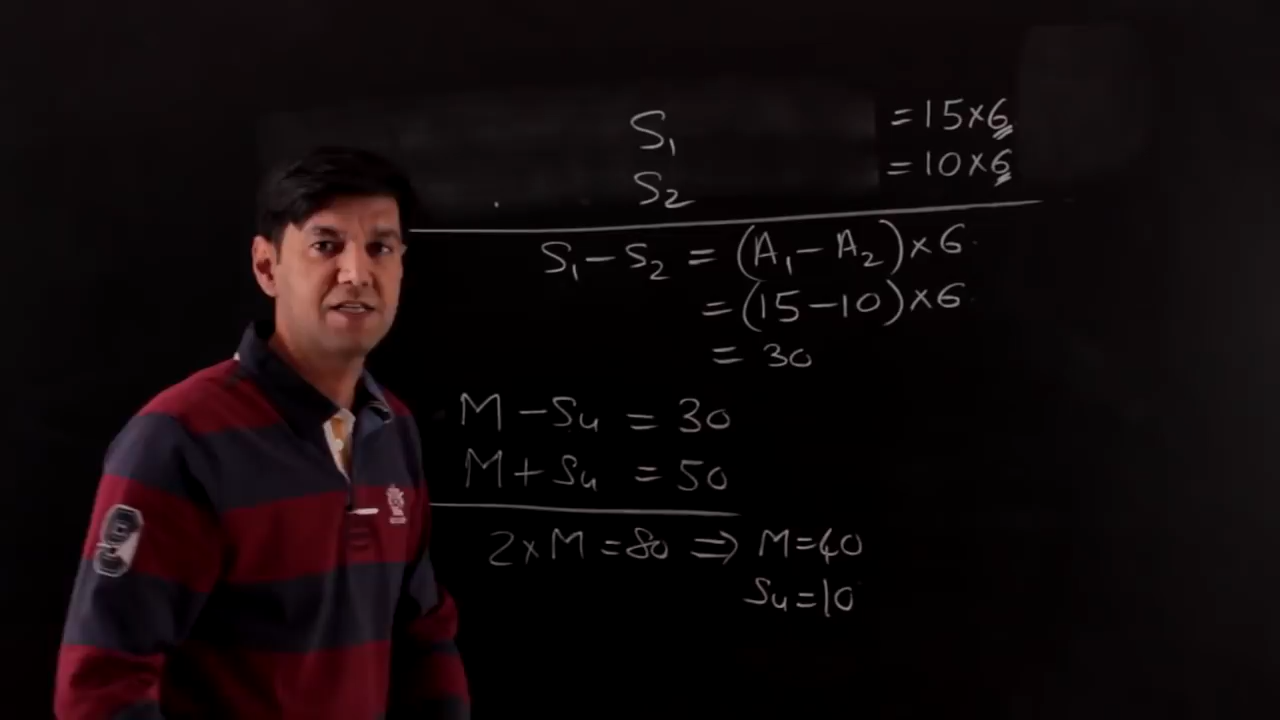 S₁ = 15×6
S₂ = 10×6
S₁−S₂ = (A₁−A₂)×6
= (15−10)×6
= 30
M−Su = 30
M+Su = 50
2×M=80 ⇒ M=40
Su=10
9